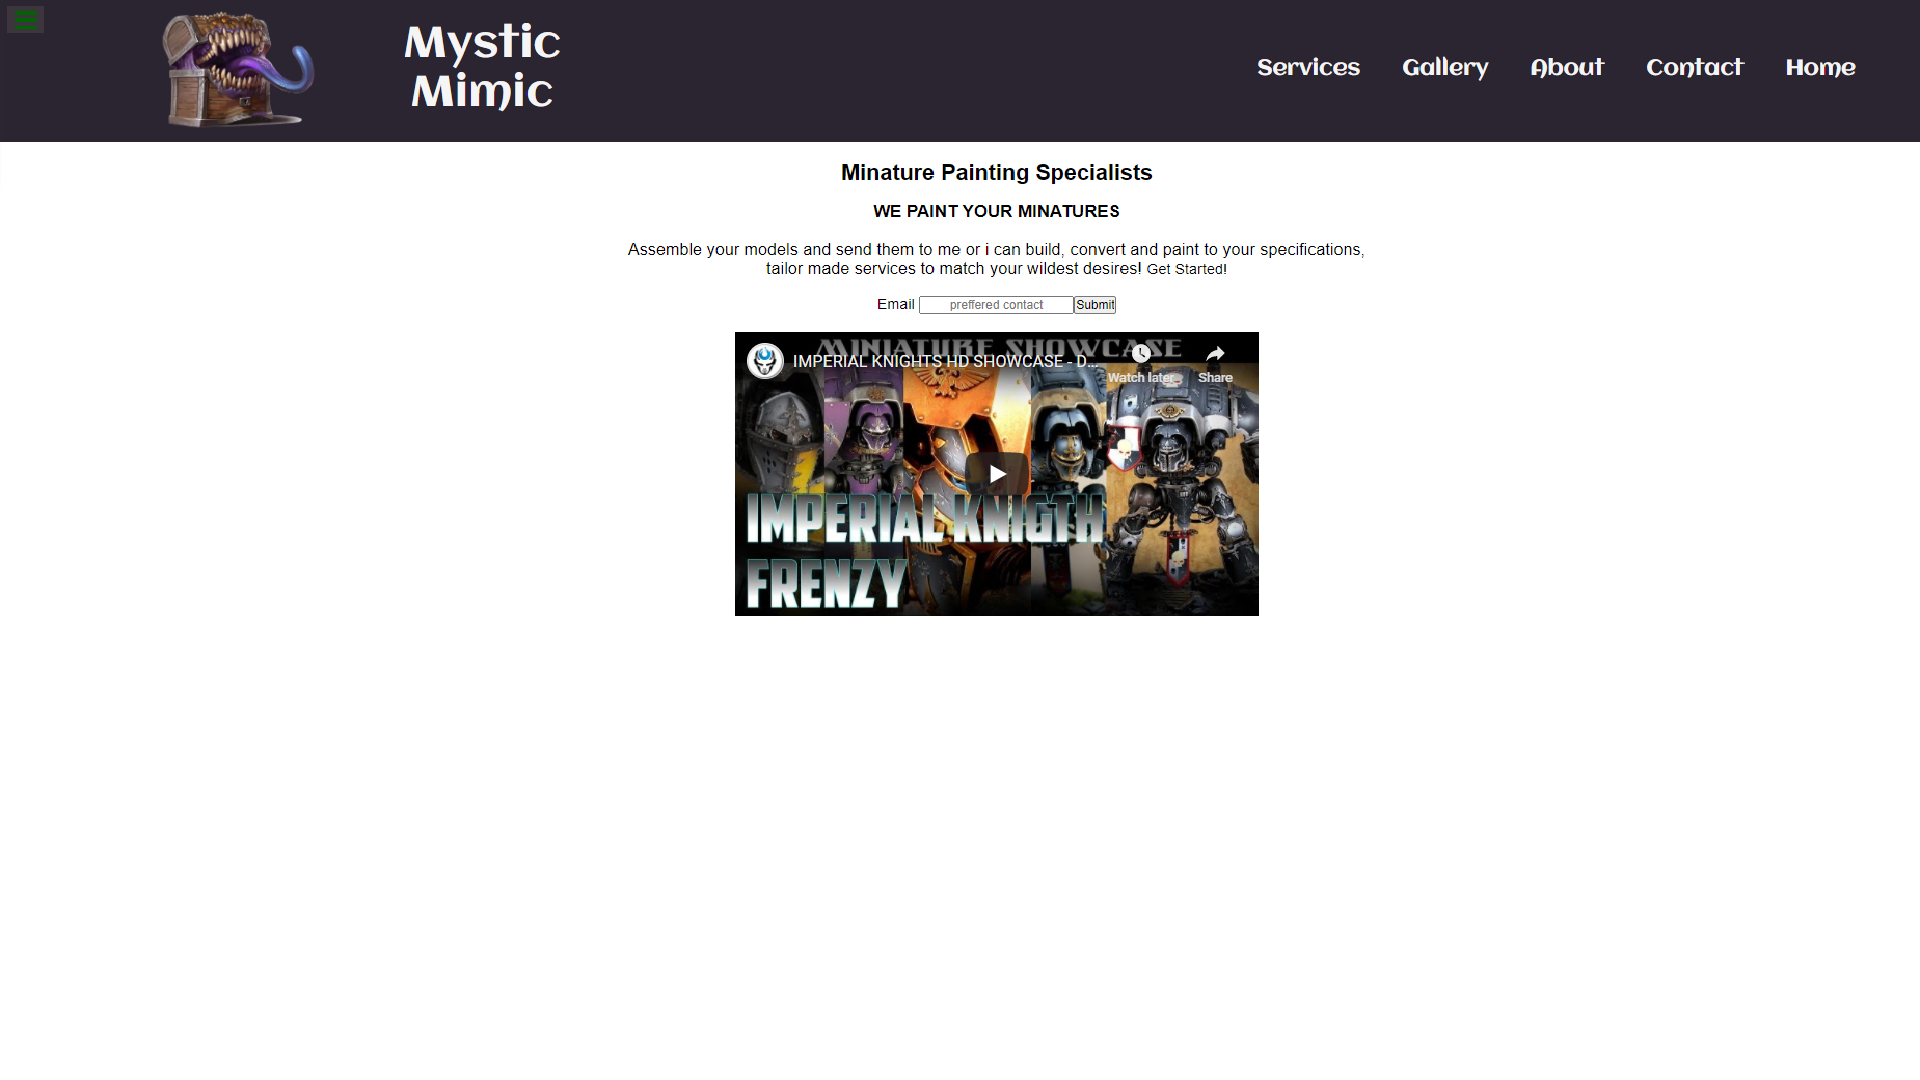 Mystic
Mimic
Services
Gallery
About
Contact
Home
Minature Painting Specialists
WE PAINT YOUR MINATURES
Assemble your models and send them to me or i can build, convert and paint to your specifications,
tailor made services to match your wildest desires! Get Started!
Email preffered contact Submit
MINIATURE SHOWCASE
IMPERIAL KNIGHTS HD SHOWCASE - D...
Watch later
Share
IMPERIAL KNIGTH
FRENZY